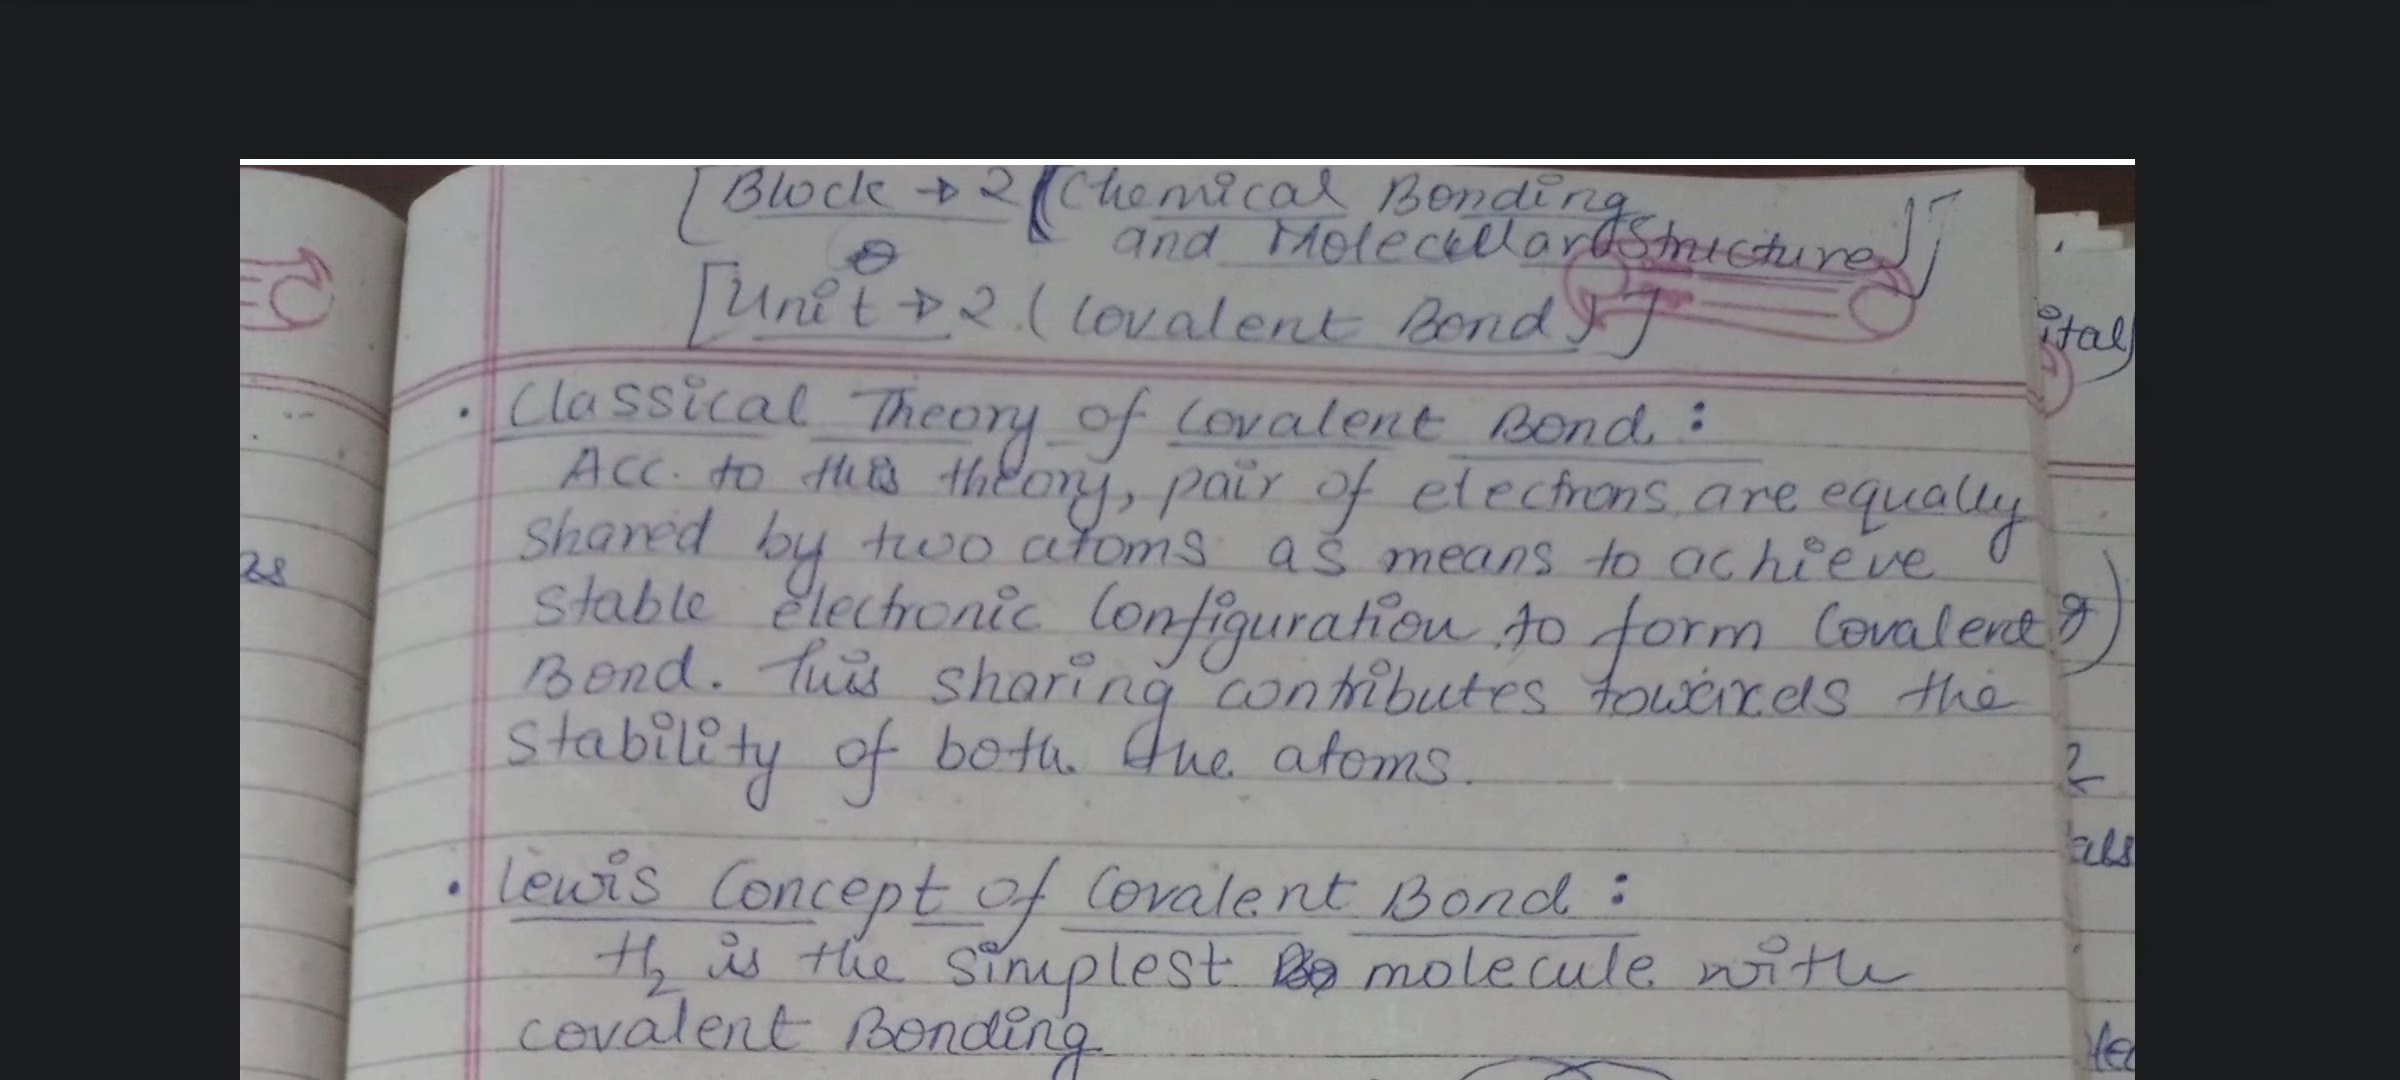 [Block → 2 (Chemical Bonding
and Molecular Structure)]
[Unit → 2 (Covalent Bond)]
• Classical Theory of Covalent Bond :
Acc. to this theory, pair of electrons are equally
shared by two atoms as means to achieve
stable electronic Configuration to form Covalent
Bond. This sharing contributes towards the
stability of both the atoms.
• Lewis Concept of Covalent Bond :
H₂ is the simplest molecule with
covalent Bonding
ital)
2